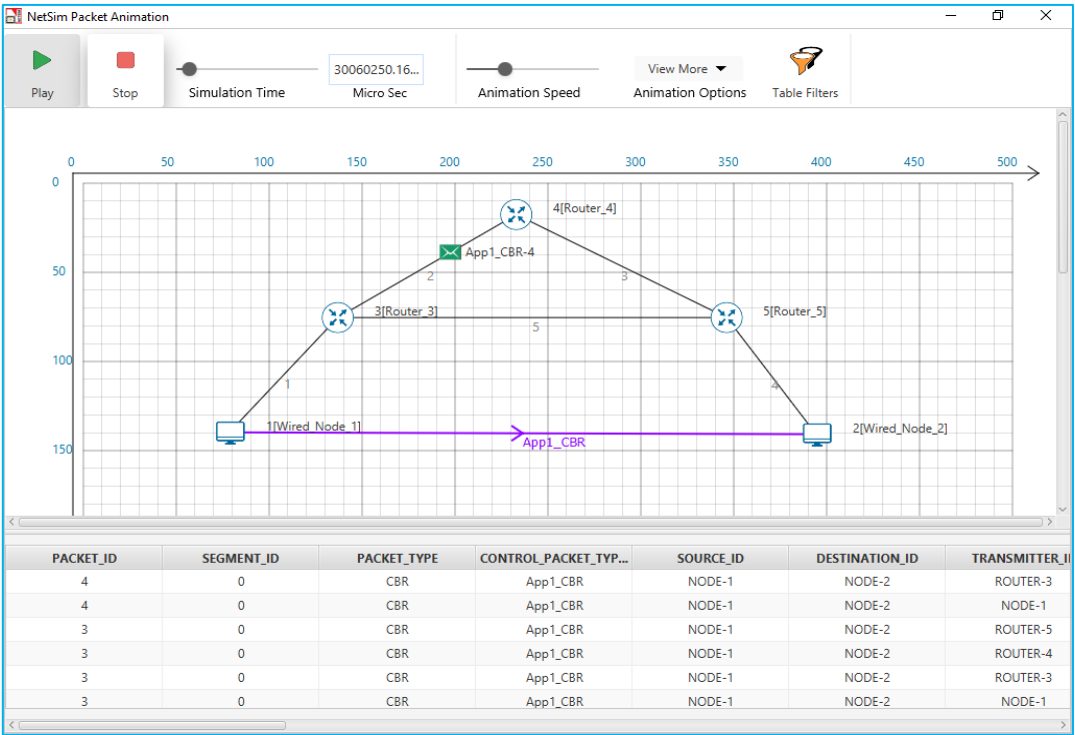 NetSim Packet Animation
Play
Stop
Simulation Time
30060250.16...
Micro Sec
Animation Speed
View More
Animation Options
Table Filters
0 50 100 150 200 250 300 350 400 450 500
0
4[Router_4]
App1_CBR-4
50
2
3
3[Router_3]
5[Router_5]
5
100
1
4
1[Wired_Node_1]
2[Wired_Node_2]
App1_CBR
150
PACKET_ID SEGMENT_ID PACKET_TYPE CONTROL_PACKET_TYP... SOURCE_ID DESTINATION_ID TRANSMITTER_I
4 0 CBR App1_CBR NODE-1 NODE-2 ROUTER-3
4 0 CBR App1_CBR NODE-1 NODE-2 NODE-1
3 0 CBR App1_CBR NODE-1 NODE-2 ROUTER-5
3 0 CBR App1_CBR NODE-1 NODE-2 ROUTER-4
3 0 CBR App1_CBR NODE-1 NODE-2 ROUTER-3
3 0 CBR App1_CBR NODE-1 NODE-2 NODE-1